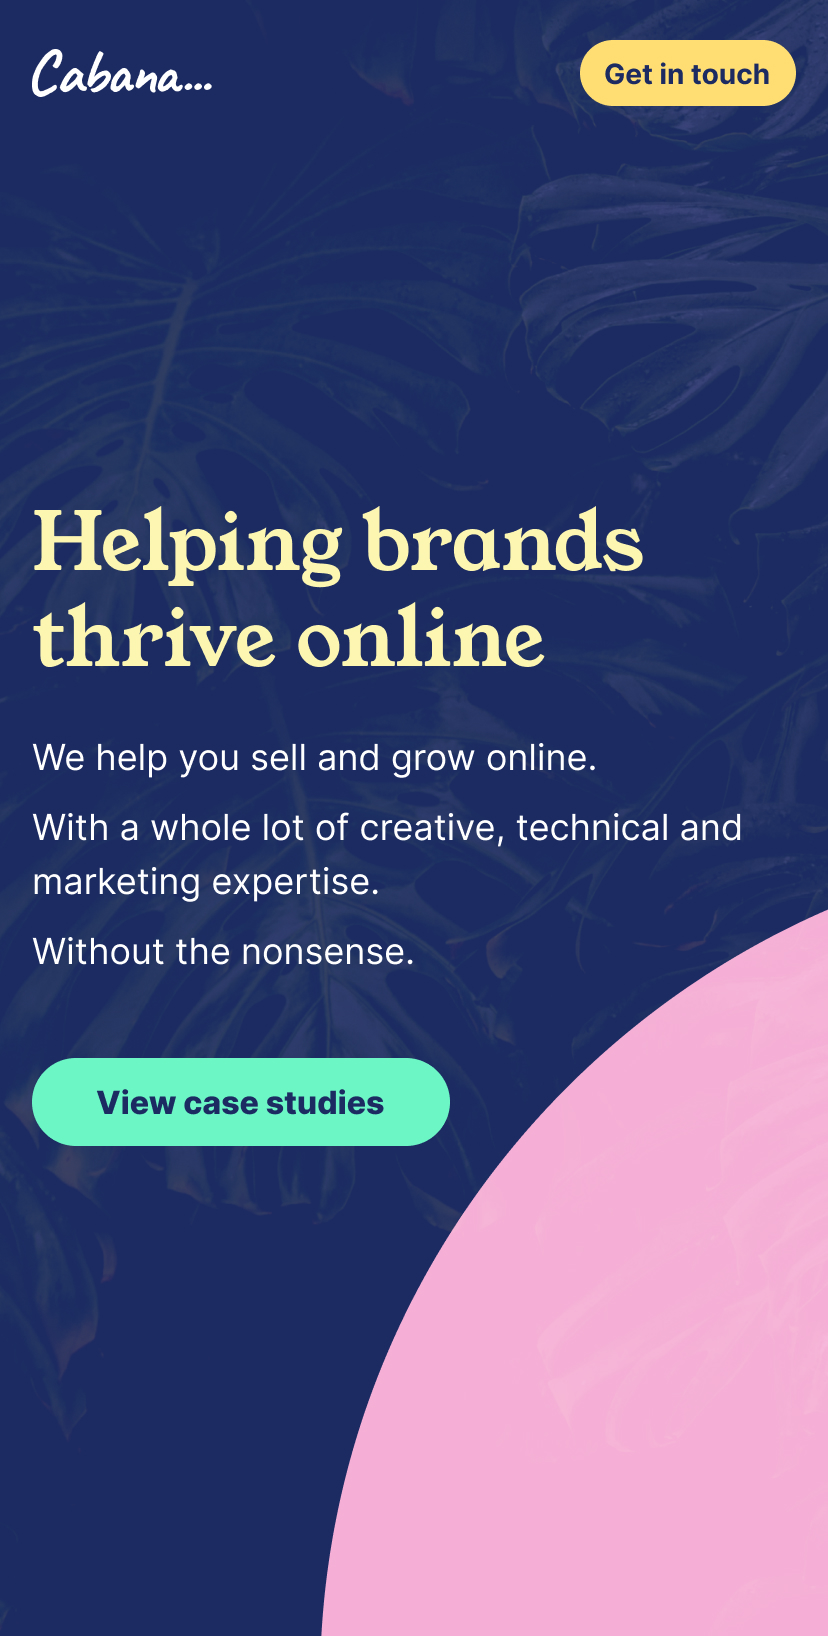 Cabana...
Get in touch
Helping brands
thrive online
We help you sell and grow online.
With a whole lot of creative, technical and
marketing expertise.
Without the nonsense.
View case studies